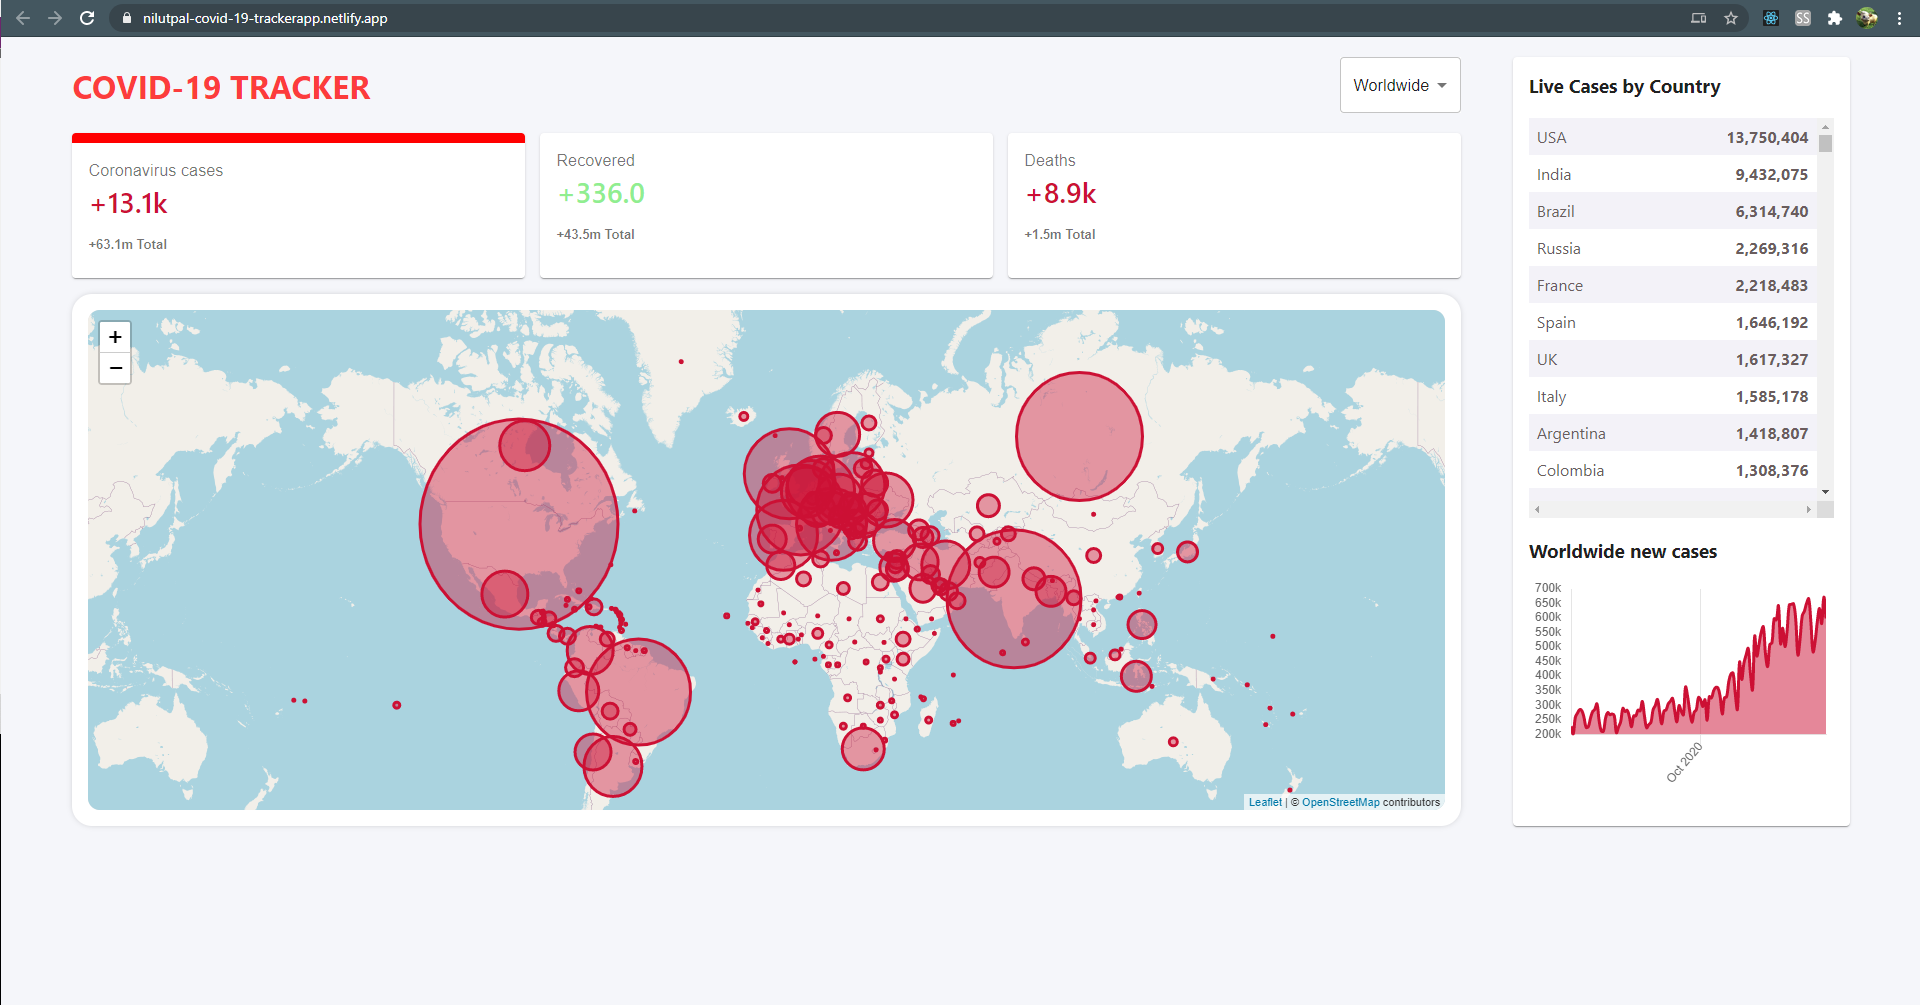 nilutpal-covid-19-trackerapp.netlify.app
SS
COVID-19 TRACKER
Worldwide
Coronavirus cases
+13.1k
+63.1m Total
Recovered
+336.0
+43.5m Total
Deaths
+8.9k
+1.5m Total
+
−
Leaflet | © OpenStreetMap contributors
Live Cases by Country
USA 13,750,404
India 9,432,075
Brazil 6,314,740
Russia 2,269,316
France 2,218,483
Spain 1,646,192
UK 1,617,327
Italy 1,585,178
Argentina 1,418,807
Colombia 1,308,376
Worldwide new cases
700k
650k
600k
550k
500k
450k
400k
350k
300k
250k
200k
Oct 2020